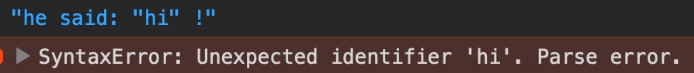 "he said: "hi" !"
SyntaxError: Unexpected identifier 'hi'. Parse error.